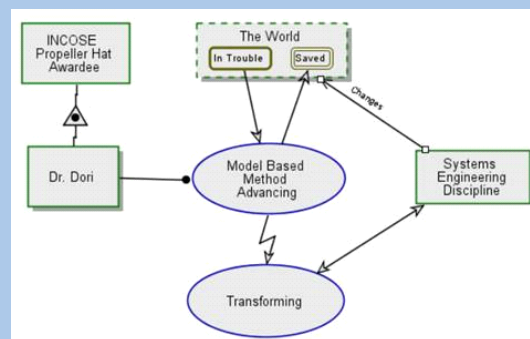 INCOSE
Propeller Hat
Awardee
The World
In Trouble
Saved
Changes
Dr. Dori
Model Based
Method
Advancing
Systems
Engineering
Discipline
Transforming